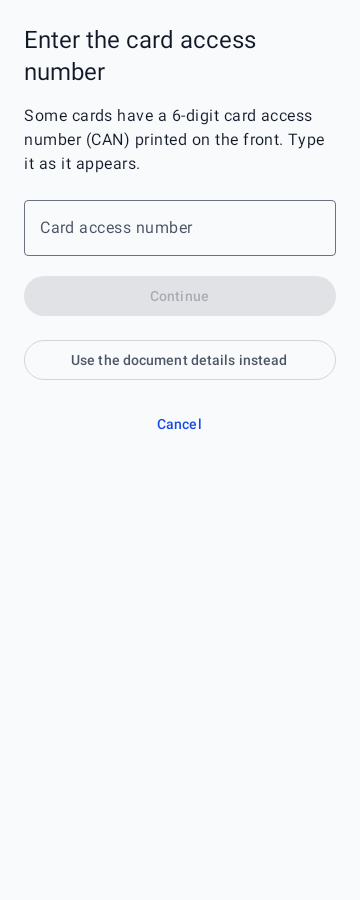 Enter the card access
number
Some cards have a 6-digit card access
number (CAN) printed on the front. Type
it as it appears.
Card access number
Continue
Use the document details instead
Cancel